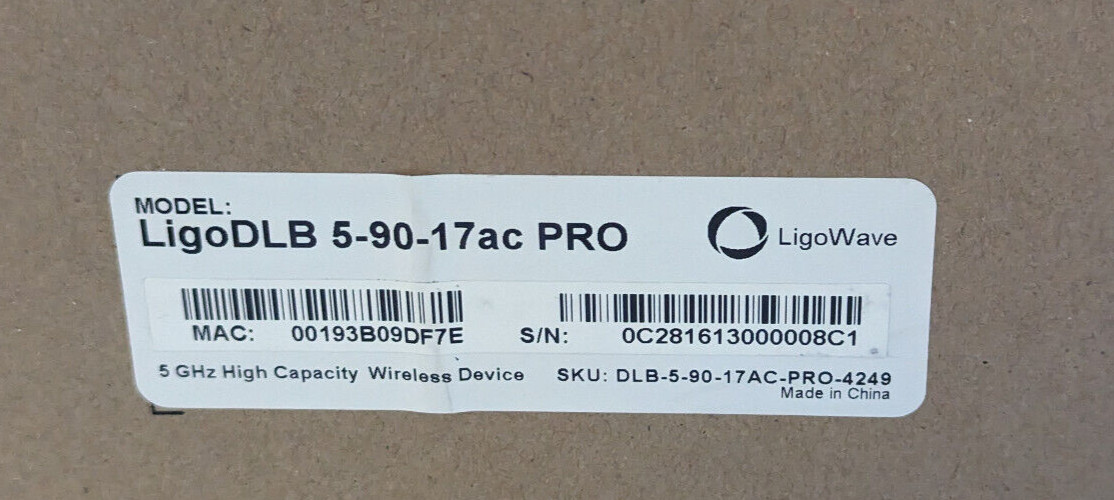 MODEL:
LigoDLB 5-90-17ac PRO
LigoWave
MAC: 00193B09DF7E
S/N: 0C281613000008C1
5 GHz High Capacity Wireless Device
SKU: DLB-5-90-17AC-PRO-4249
Made in China